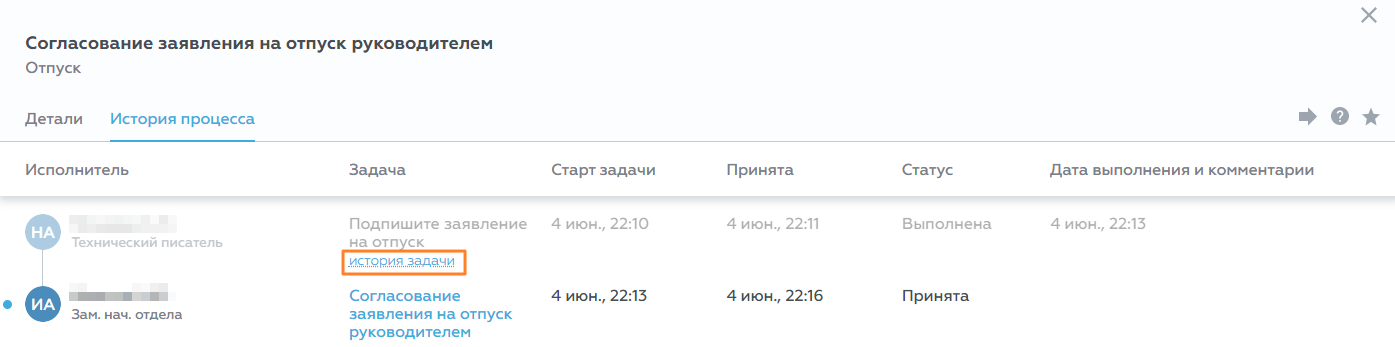 Согласование заявления на отпуск руководителем
Отпуск
Детали История процесса
Исполнитель Задача Старт задачи Принята Статус Дата выполнения и комментарии
НА Технический писатель
Подпишите заявление
на отпуск
история задачи
4 июн., 22:10 4 июн., 22:11 Выполнена 4 июн., 22:13
ИА Зам. нач. отдела
Согласование
заявления на отпуск
руководителем
4 июн., 22:13 4 июн., 22:16 Принята